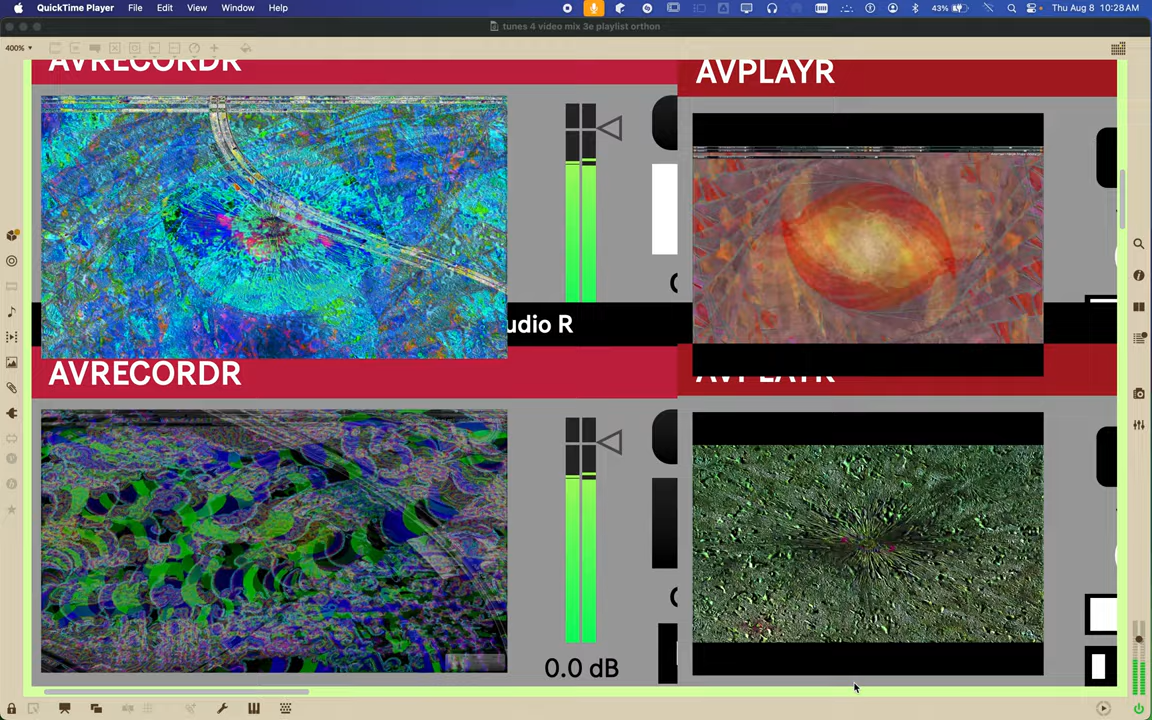 QuickTime Player File Edit View Window Help 43% Thu Aug 8 10:28 AM
tunes 4 video mix 3e playlist orthon
400%
AVRECORDR
AVPLAYR
udio R
AVRECORDR
AVPLAYR
0.0 dB